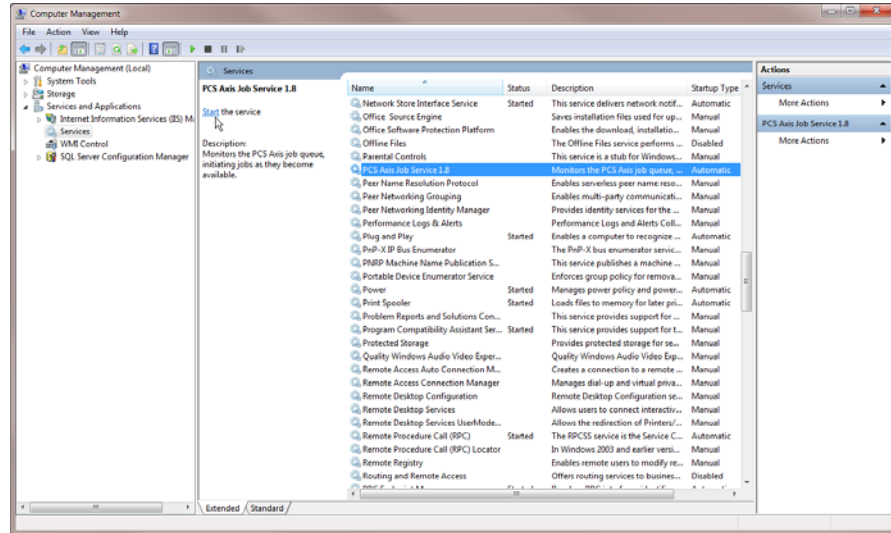 Computer Management
File Action View Help
Computer Management (Local)
System Tools
Storage
Services and Applications
Internet Information Services (IIS) M
Services
WMI Control
SQL Server Configuration Manager
Services
PCS Axis Job Service 1.8
Start the service
Description:
Monitors the PCS Axis job queue,
initiating jobs as they become
available.
Name Status Description Startup Type
Network Store Interface Service Started This service delivers network notif... Automatic
Office Source Engine Saves installation files used for up... Manual
Office Software Protection Platform Enables the download, installatio... Manual
Offline Files The Offline Files service performs ... Disabled
Parental Controls This service is a stub for Windows... Manual
PCS Axis Job Service 1.8 Monitors the PCS Axis job queue, ... Automatic
Peer Name Resolution Protocol Enables serverless peer name reso... Manual
Peer Networking Grouping Enables multi-party communicati... Manual
Peer Networking Identity Manager Provides identity services for the ... Manual
Performance Logs & Alerts Performance Logs and Alerts Coll... Manual
Plug and Play Started Enables a computer to recognize ... Automatic
PnP-X IP Bus Enumerator The PnP-X bus enumerator servic... Manual
PNRP Machine Name Publication S... This service publishes a machine ... Manual
Portable Device Enumerator Service Enforces group policy for remova... Manual
Power Started Manages power policy and power... Automatic
Print Spooler Started Loads files to memory for later pri... Automatic
Problem Reports and Solutions Con... This service provides support for ... Manual
Program Compatibility Assistant Ser... Started This service provides support for t... Manual
Protected Storage Provides protected storage for se... Manual
Quality Windows Audio Video Exper... Quality Windows Audio Video Exp... Manual
Remote Access Auto Connection M... Creates a connection to a remote ... Manual
Remote Access Connection Manager Manages dial-up and virtual priva... Manual
Remote Desktop Configuration Remote Desktop Configuration se... Manual
Remote Desktop Services Allows users to connect interactiv... Manual
Remote Desktop Services UserMode... Allows the redirection of Printers/... Manual
Remote Procedure Call (RPC) Started The RPCSS service is the Service C... Automatic
Remote Procedure Call (RPC) Locator In Windows 2003 and earlier versi... Manual
Remote Registry Enables remote users to modify re... Manual
Routing and Remote Access Offers routing services to busines... Disabled
Extended Standard
Actions
Services
More Actions
PCS Axis Job Service 1.8
More Actions